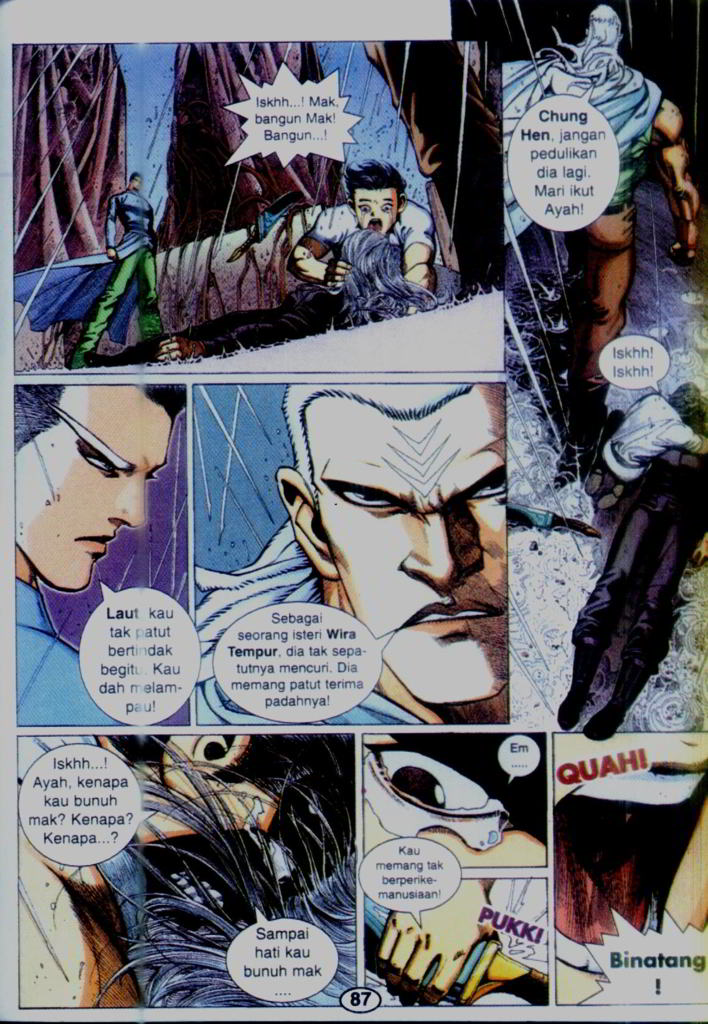 Iskhh...! Mak,
bangun Mak!
Bangun...!
Chung
Hen, jangan
pedulikan
dia lagi.
Mari ikut
Ayah!
Iskhh!
Iskhh!
Laut kau
tak patut
bertindak
begitu. Kau
dah melam-
pau!
Sebagai
seorang isteri Wira
Tempur, dia tak sepa-
tutnya mencuri. Dia
memang patut terima
padahnya!
Iskhh...!
Ayah, kenapa
kau bunuh
mak? Kenapa?
Kenapa...?
Sampai
hati kau
bunuh mak
....
Em
.....
Kau
memang tak
berperike-
manusiaan!
PUKK!
QUAH!
Binatang
!
87